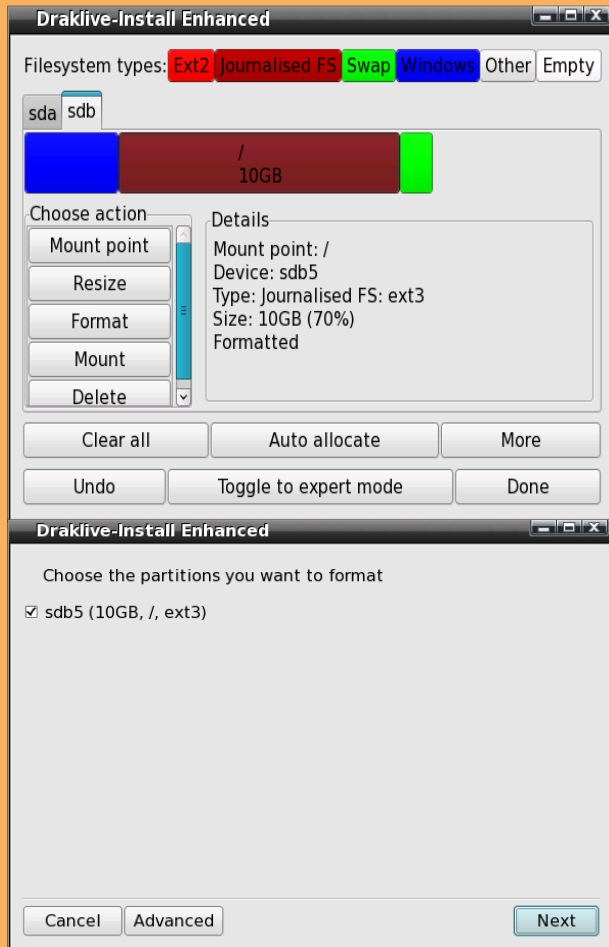 Draklive-Install Enhanced
Filesystem types: Ext2 Journalised FS Swap Windows Other Empty
sda sdb
/
10GB
Choose action
Mount point
Resize
Format
Mount
Delete
Details
Mount point: /
Device: sdb5
Type: Journalised FS: ext3
Size: 10GB (70%)
Formatted
Clear all Auto allocate More
Undo Toggle to expert mode Done
Draklive-Install Enhanced
Choose the partitions you want to format
sdb5 (10GB, /, ext3)
Cancel Advanced Next